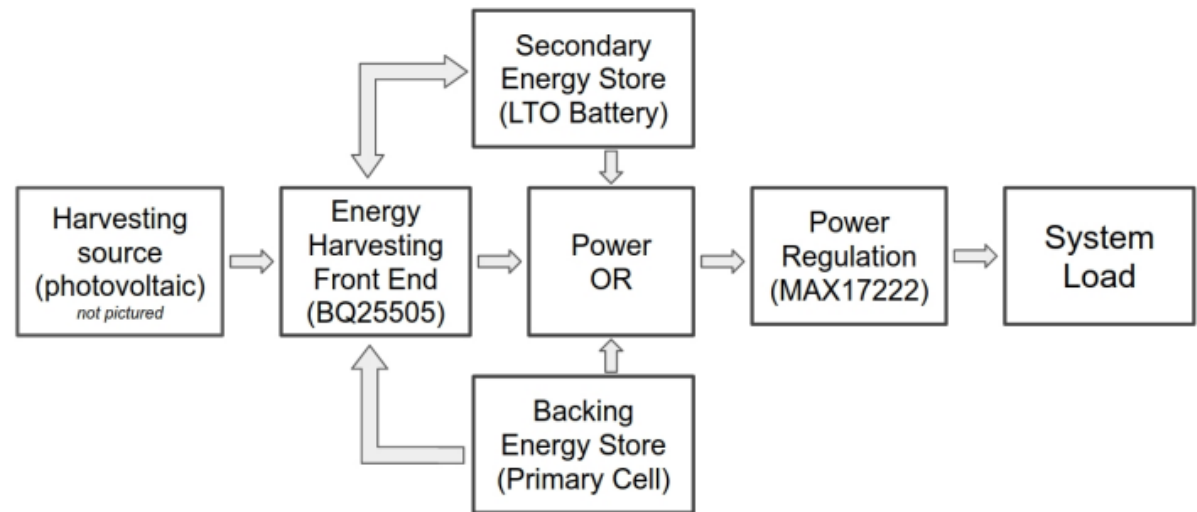 Secondary
Energy Store
(LTO Battery)
Harvesting
source
(photovoltaic)
not pictured
Energy
Harvesting
Front End
(BQ25505)
Power
OR
Power
Regulation
(MAX17222)
System
Load
Backing
Energy Store
(Primary Cell)